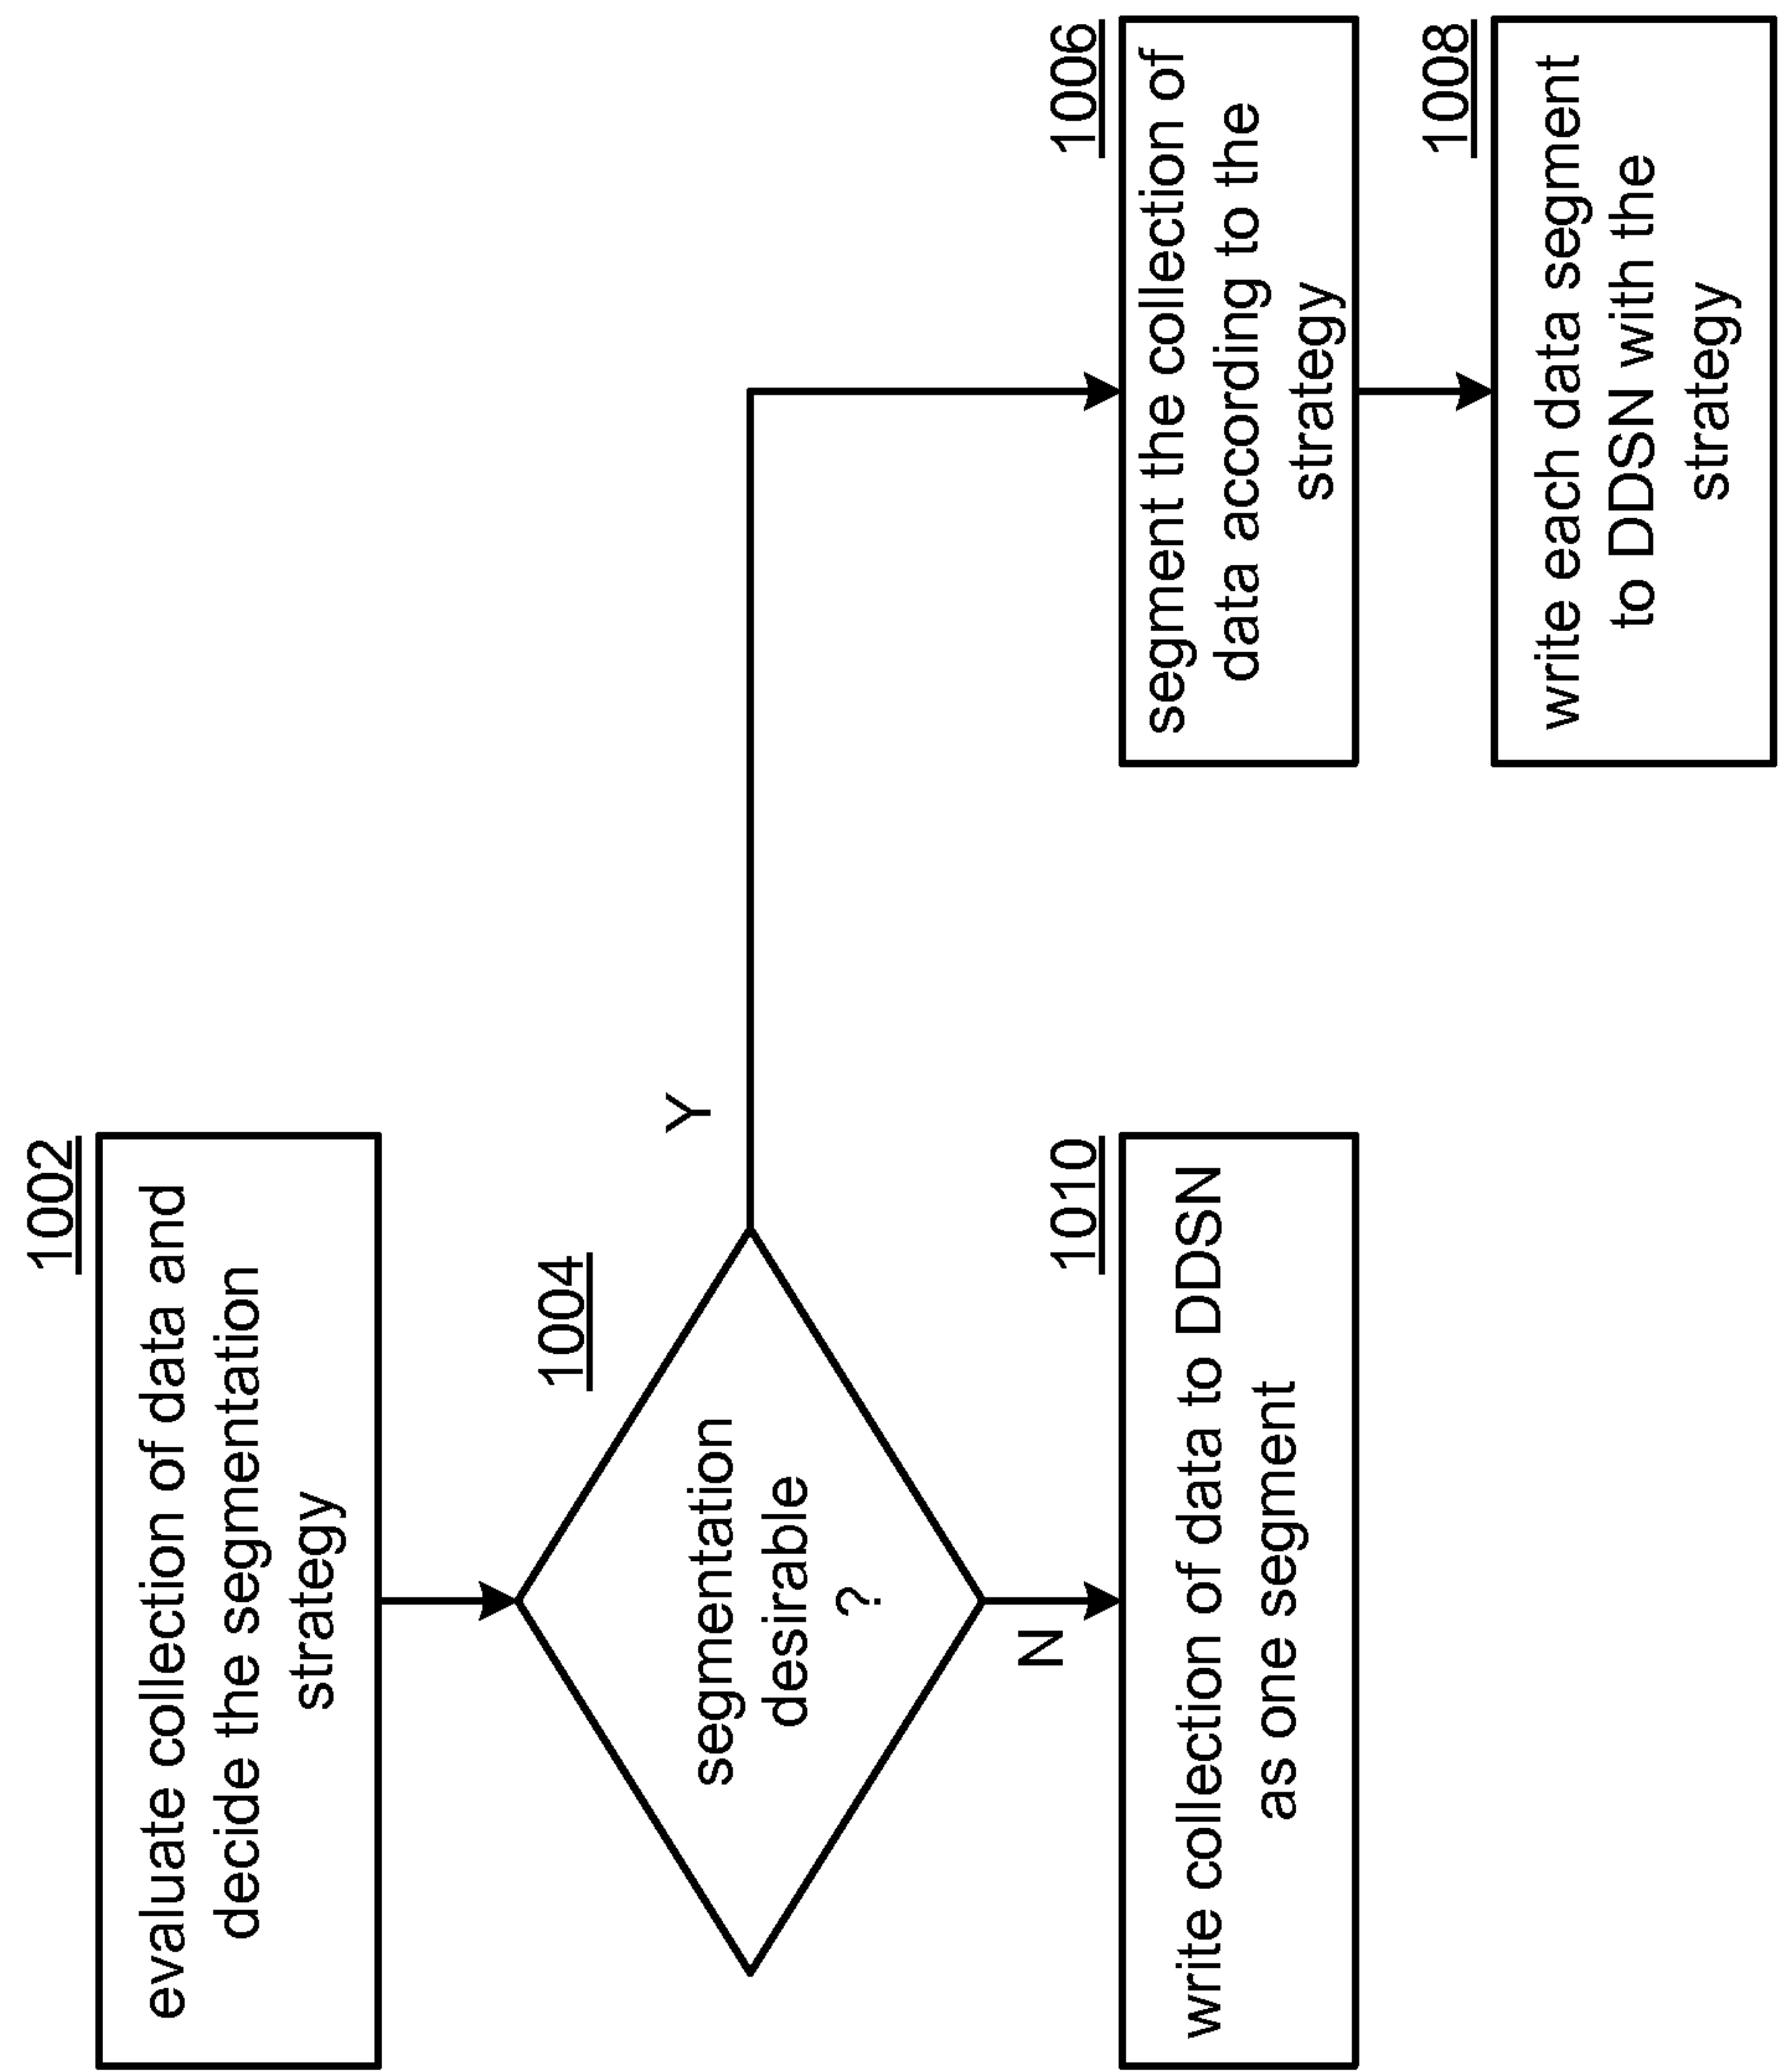 1002
evaluate collection of data and
decide the segmentation
strategy
1004
segmentation
desirable
?
Y
N
1006
segment the collection of
data according to the
strategy
1008
write each data segment
to DDSN with the
strategy
1010
write collection of data to DDSN
as one segment